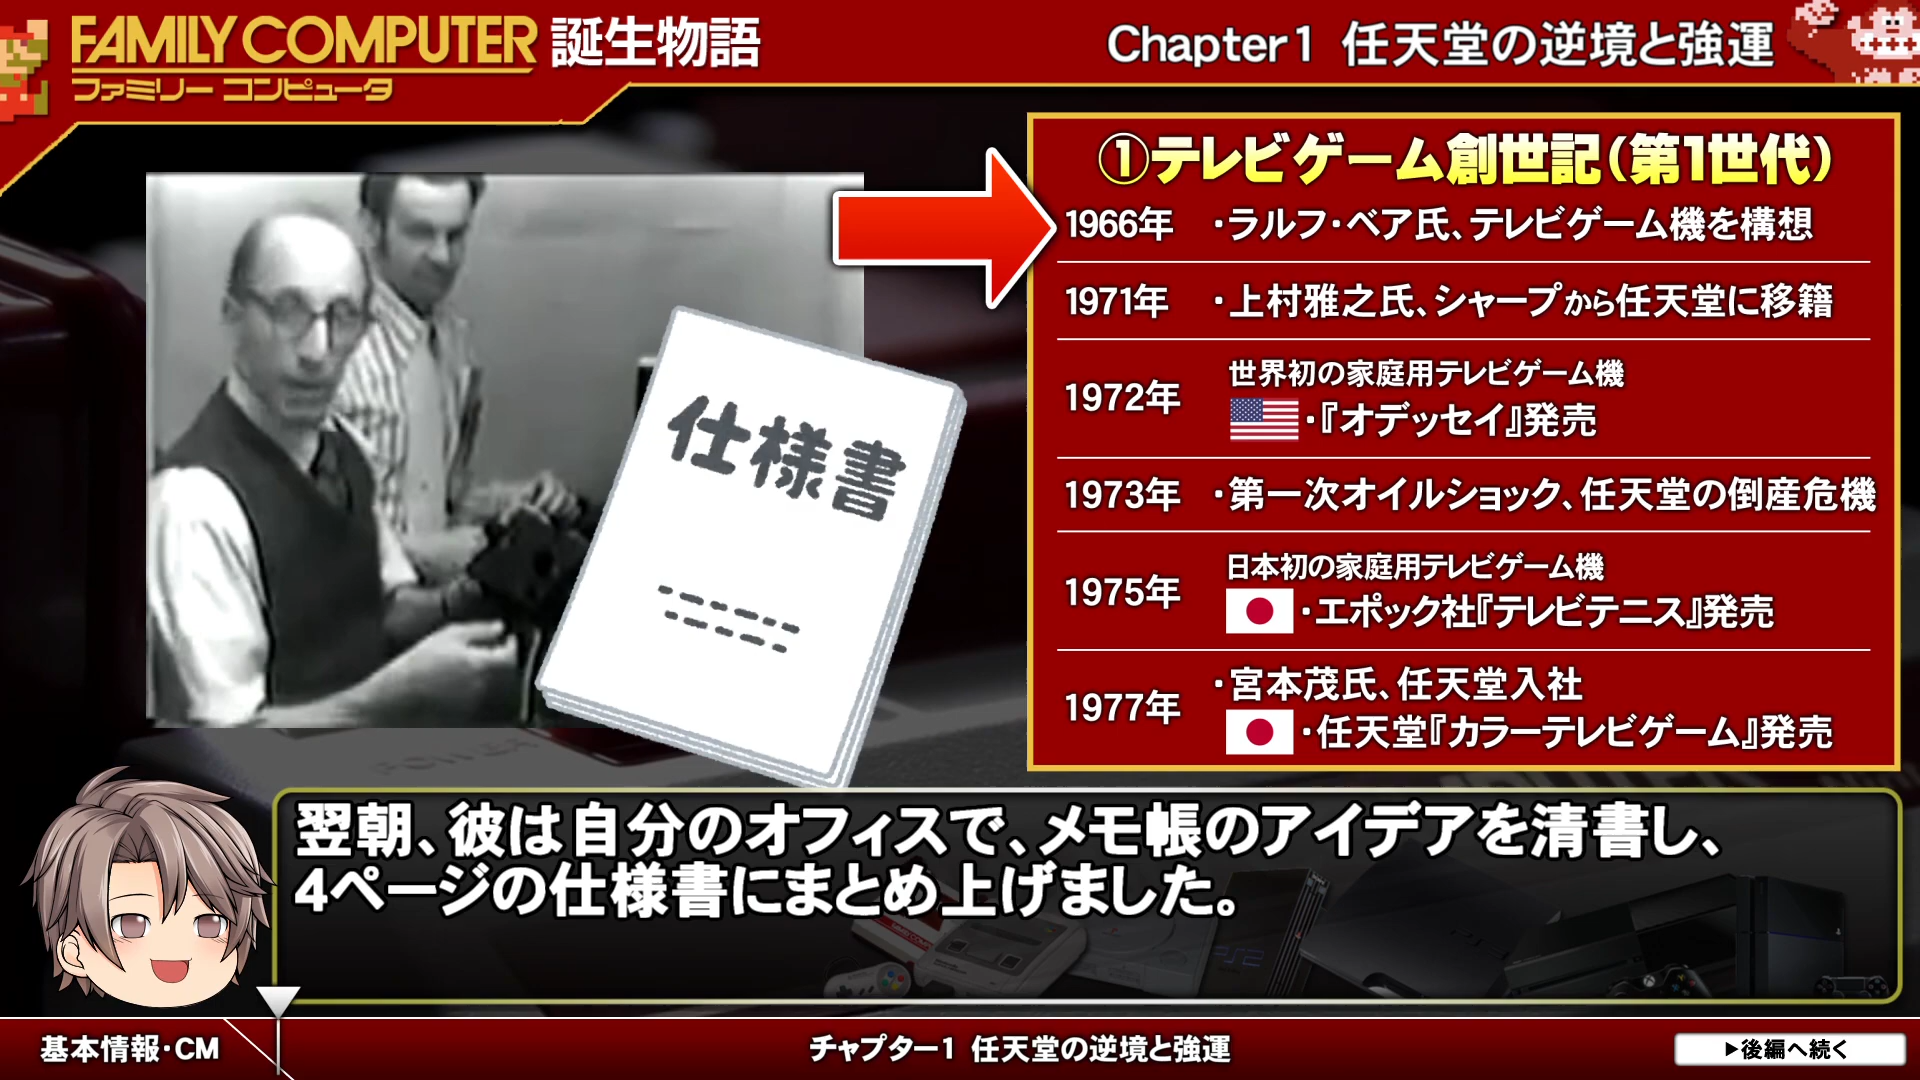 FAMILY COMPUTER 誕生物語
ファミリー コンピュータ
Chapter1 任天堂の逆境と強運
①テレビゲーム創世記(第1世代)
1966年 ・ラルフ・ベア氏、テレビゲーム機を構想
1971年 ・上村雅之氏、シャープから任天堂に移籍
世界初の家庭用テレビゲーム機
1972年 ・『オデッセイ』発売
1973年 ・第一次オイルショック、任天堂の倒産危機
日本初の家庭用テレビゲーム機
1975年 ・エポック社『テレビテニス』発売
1977年 ・宮本茂氏、任天堂入社
・任天堂『カラーテレビゲーム』発売
仕様書
POWER
翌朝、彼は自分のオフィスで、メモ帳のアイデアを清書し、
4ページの仕様書にまとめ上げました。
基本情報・CM
チャプター1 任天堂の逆境と強運
▶後編へ続く